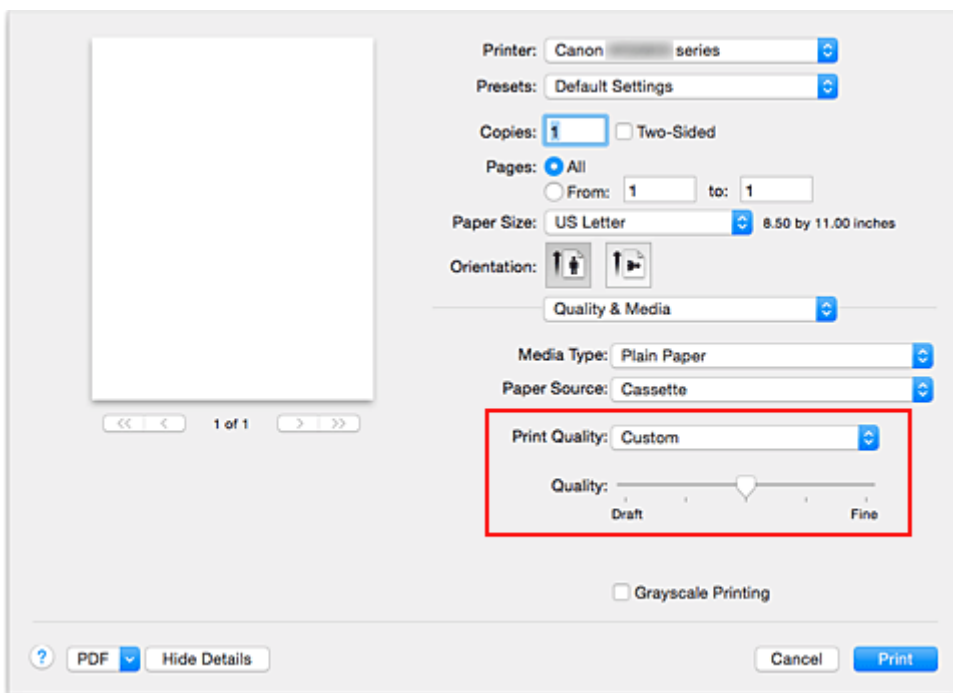 Printer: Canon series
Presets: Default Settings
Copies: 1 Two-Sided
Pages: All
From: 1 to: 1
Paper Size: US Letter 8.50 by 11.00 inches
Orientation:
Quality & Media
Media Type: Plain Paper
Paper Source: Cassette
1 of 1
Print Quality: Custom
Quality:
Draft Fine
Grayscale Printing
? PDF Hide Details Cancel Print